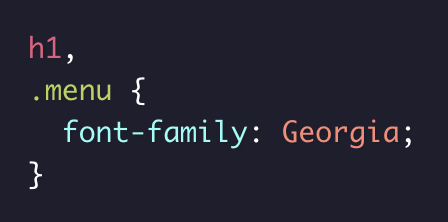 h1,
.menu {
  font-family: Georgia;
}